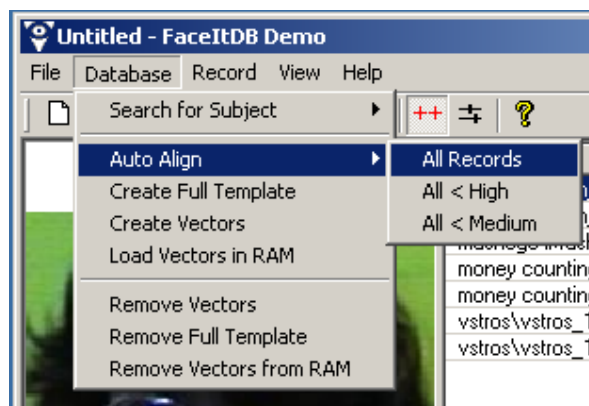 Untitled - FaceItDB Demo
File Database Record View Help
Search for Subject
Auto Align
All Records
Create Full Template
All < High
Create Vectors
All < Medium
Load Vectors in RAM
money counting
money counting
Remove Vectors
vstros\vstros_1
Remove Full Template
vstros\vstros_1
Remove Vectors from RAM